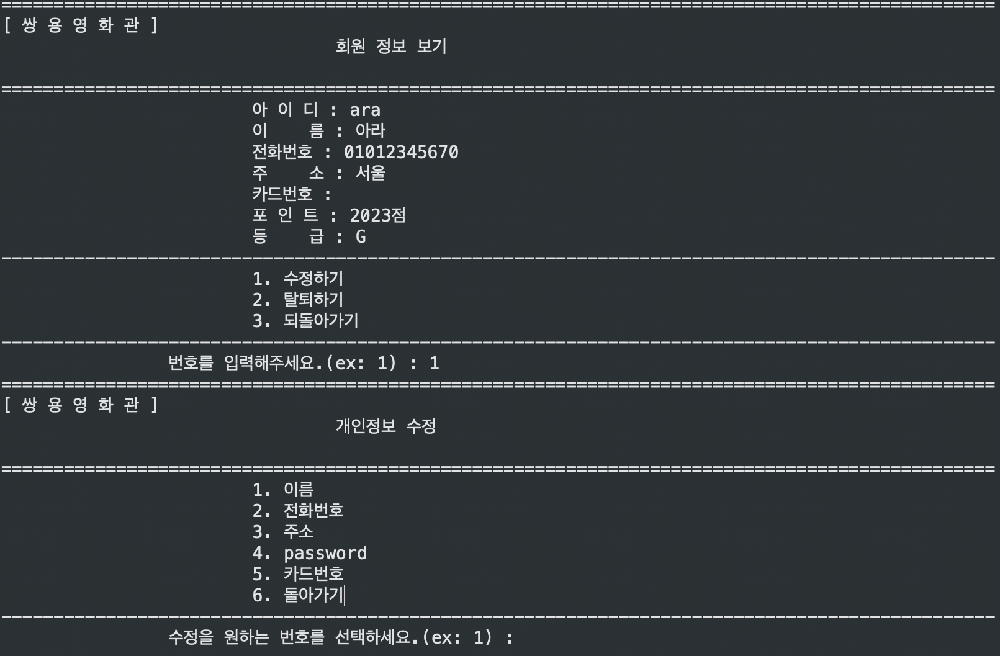 [ 쌍 용 영 화 관 ]
회원 정보 보기
아 이 디 : ara
이    름 : 아라
전화번호 : 01012345670
주    소 : 서울
카드번호 :
포 인 트 : 2023점
등    급 : G
1. 수정하기
2. 탈퇴하기
3. 되돌아가기
번호를 입력해주세요.(ex: 1) : 1
[ 쌍 용 영 화 관 ]
개인정보 수정
1. 이름
2. 전화번호
3. 주소
4. password
5. 카드번호
6. 돌아가기
수정을 원하는 번호를 선택하세요.(ex: 1) :